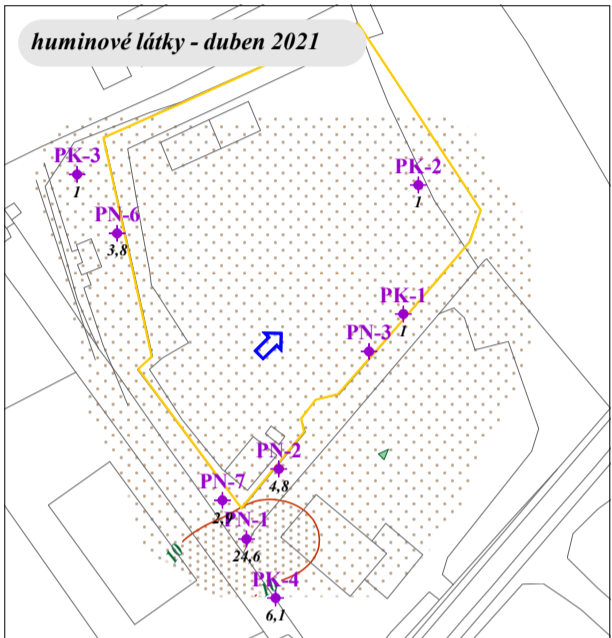 huminové látky - duben 2021
PK-3
1
PK-2
1
PN-6
3,8
PK-1
1
PN-3
PN-2
4,8
PN-7
2,9
PN-1
24,6
10
PK-4
6,1